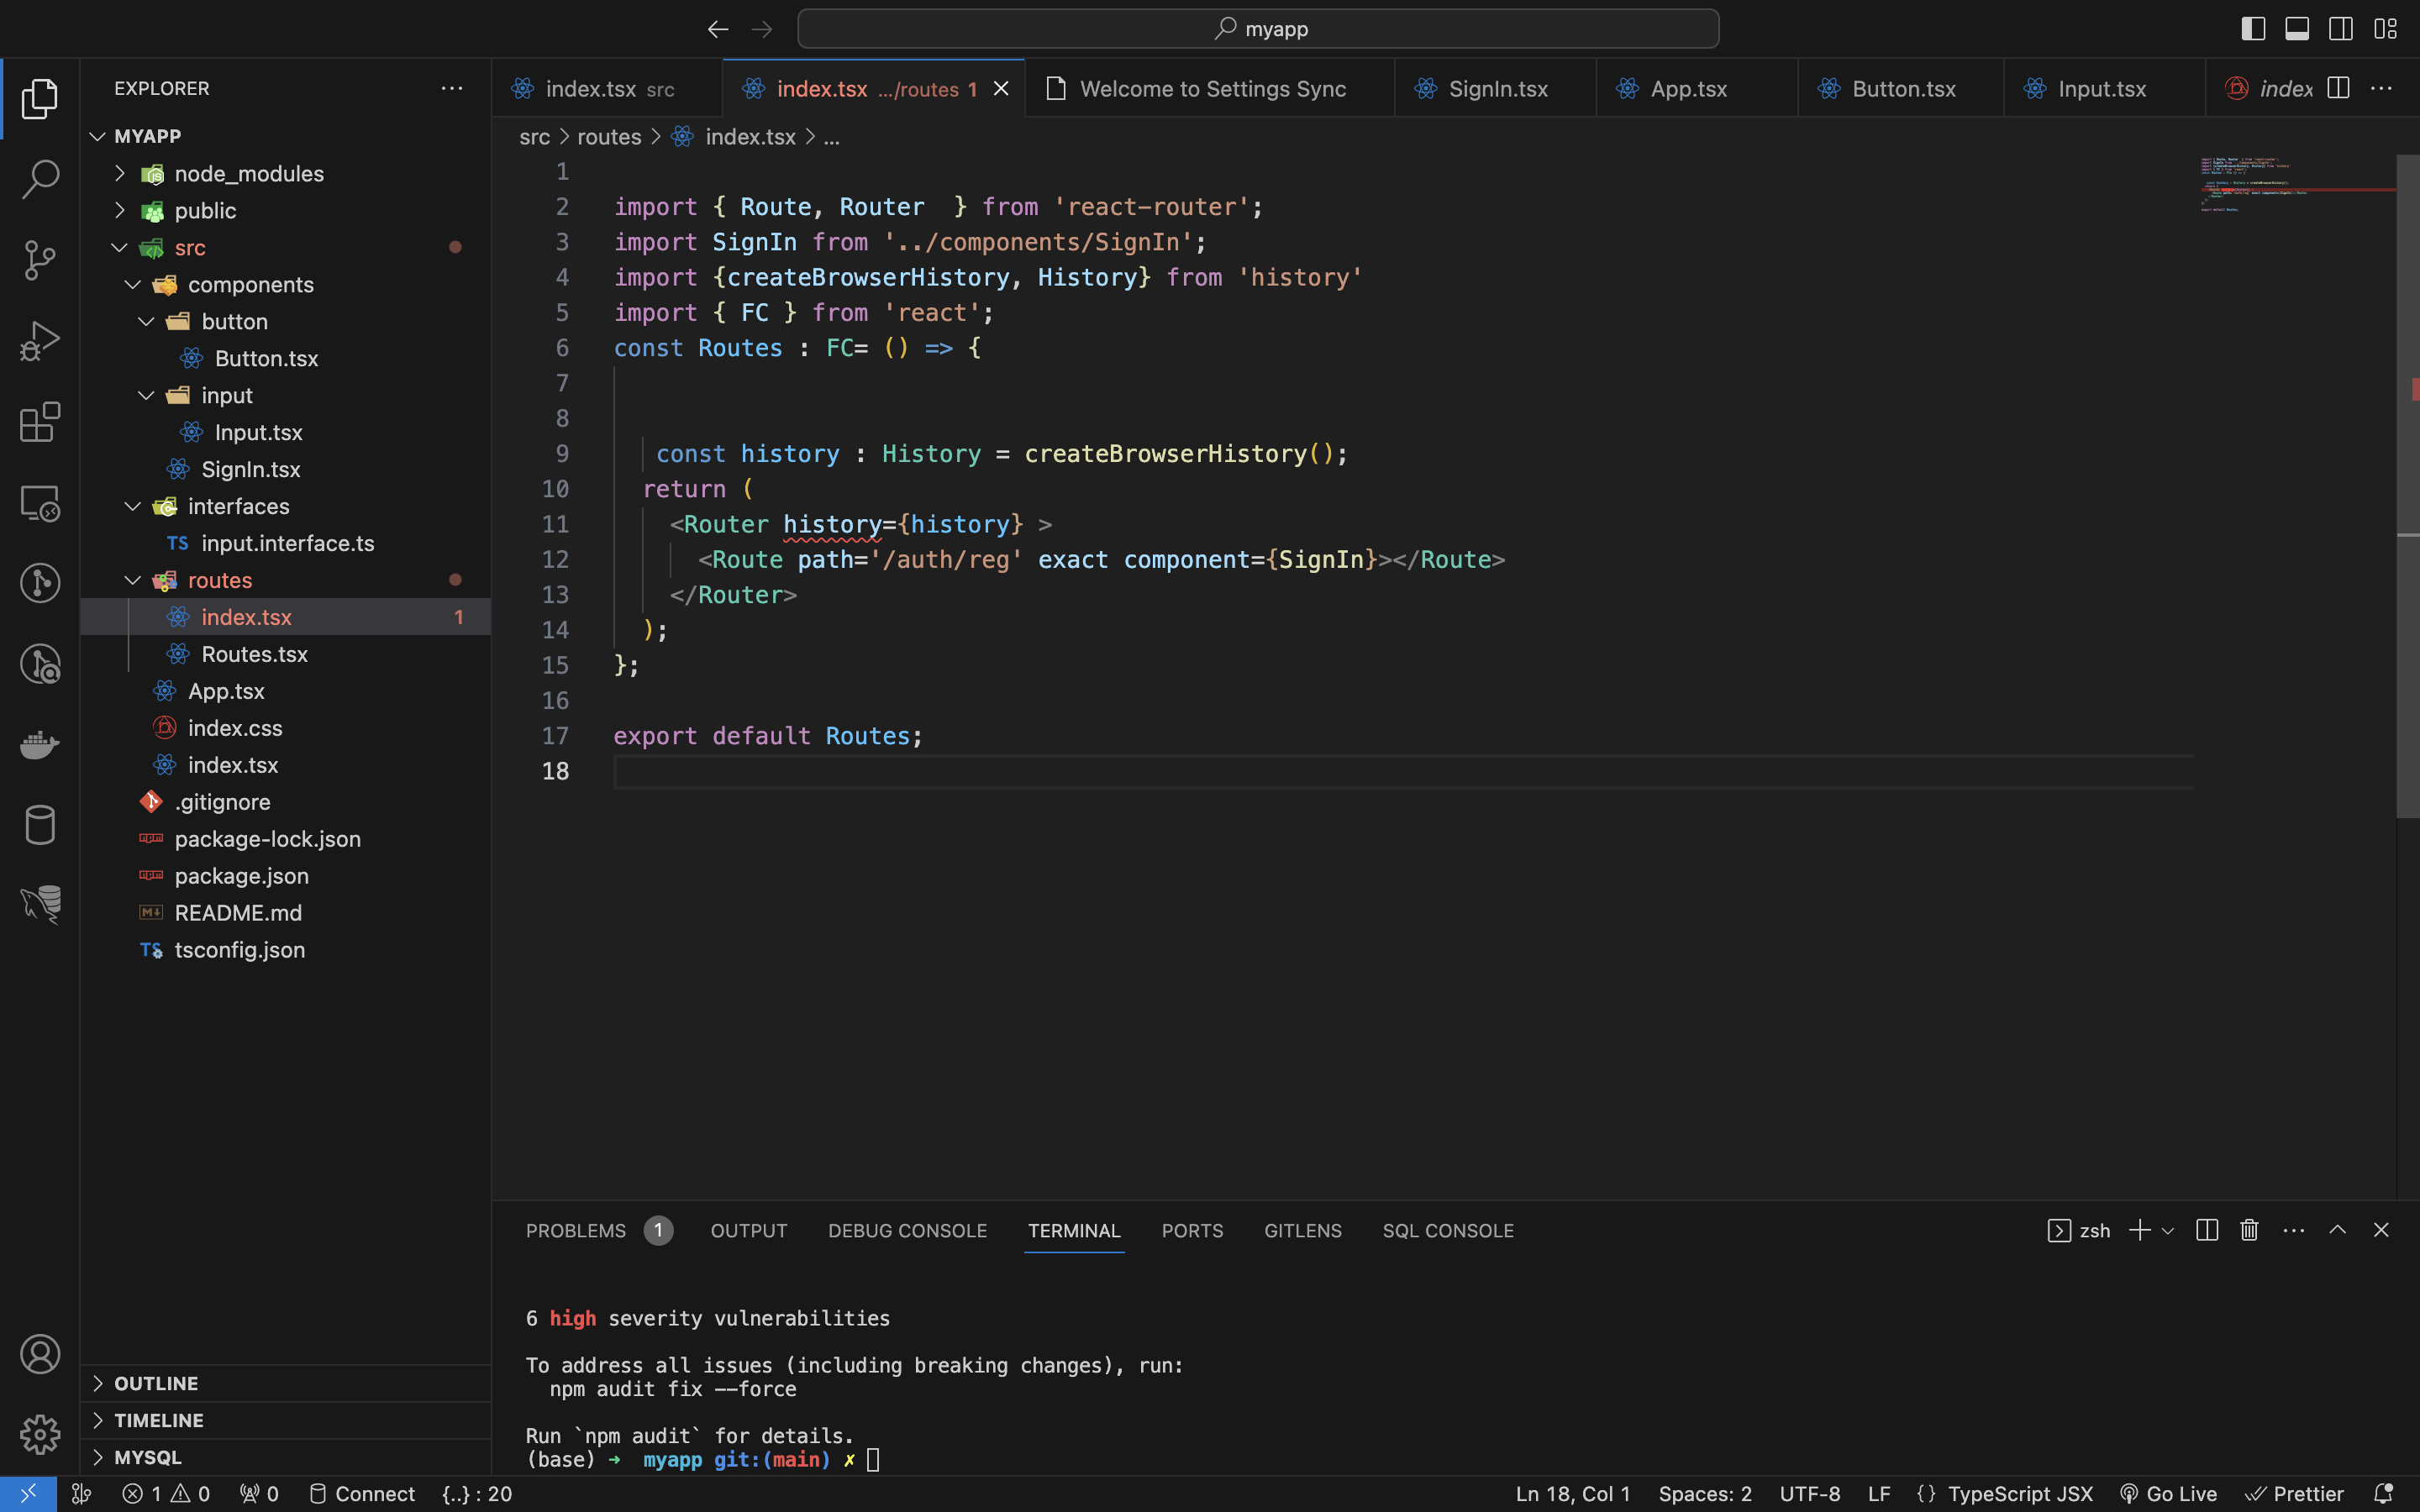 myapp
EXPLORER
MYAPP
node_modules
public
src
components
button
Button.tsx
input
Input.tsx
SignIn.tsx
interfaces
TS input.interface.ts
routes
index.tsx 1
Routes.tsx
App.tsx
index.css
index.tsx
.gitignore
package-lock.json
package.json
README.md
TS tsconfig.json
OUTLINE
TIMELINE
MYSQL
index.tsx src
index.tsx .../routes 1
Welcome to Settings Sync
SignIn.tsx
App.tsx
Button.tsx
Input.tsx
index
src > routes > index.tsx > ...
1
2 import { Route, Router  } from 'react-router';
3 import SignIn from '../components/SignIn';
4 import {createBrowserHistory, History} from 'history'
5 import { FC } from 'react';
6 const Routes : FC= () => {
7
8
9    const history : History = createBrowserHistory();
10   return (
11     <Router history={history} >
12       <Route path='/auth/reg' exact component={SignIn}></Route>
13     </Router>
14   );
15 };
16
17 export default Routes;
18
PROBLEMS 1 OUTPUT DEBUG CONSOLE TERMINAL PORTS GITLENS SQL CONSOLE
zsh
6 high severity vulnerabilities
To address all issues (including breaking changes), run:
  npm audit fix --force
Run `npm audit` for details.
(base) ➜  myapp git:(main) ✗
1 0 0 Connect {..} : 20 Ln 18, Col 1 Spaces: 2 UTF-8 LF {} TypeScript JSX Go Live Prettier